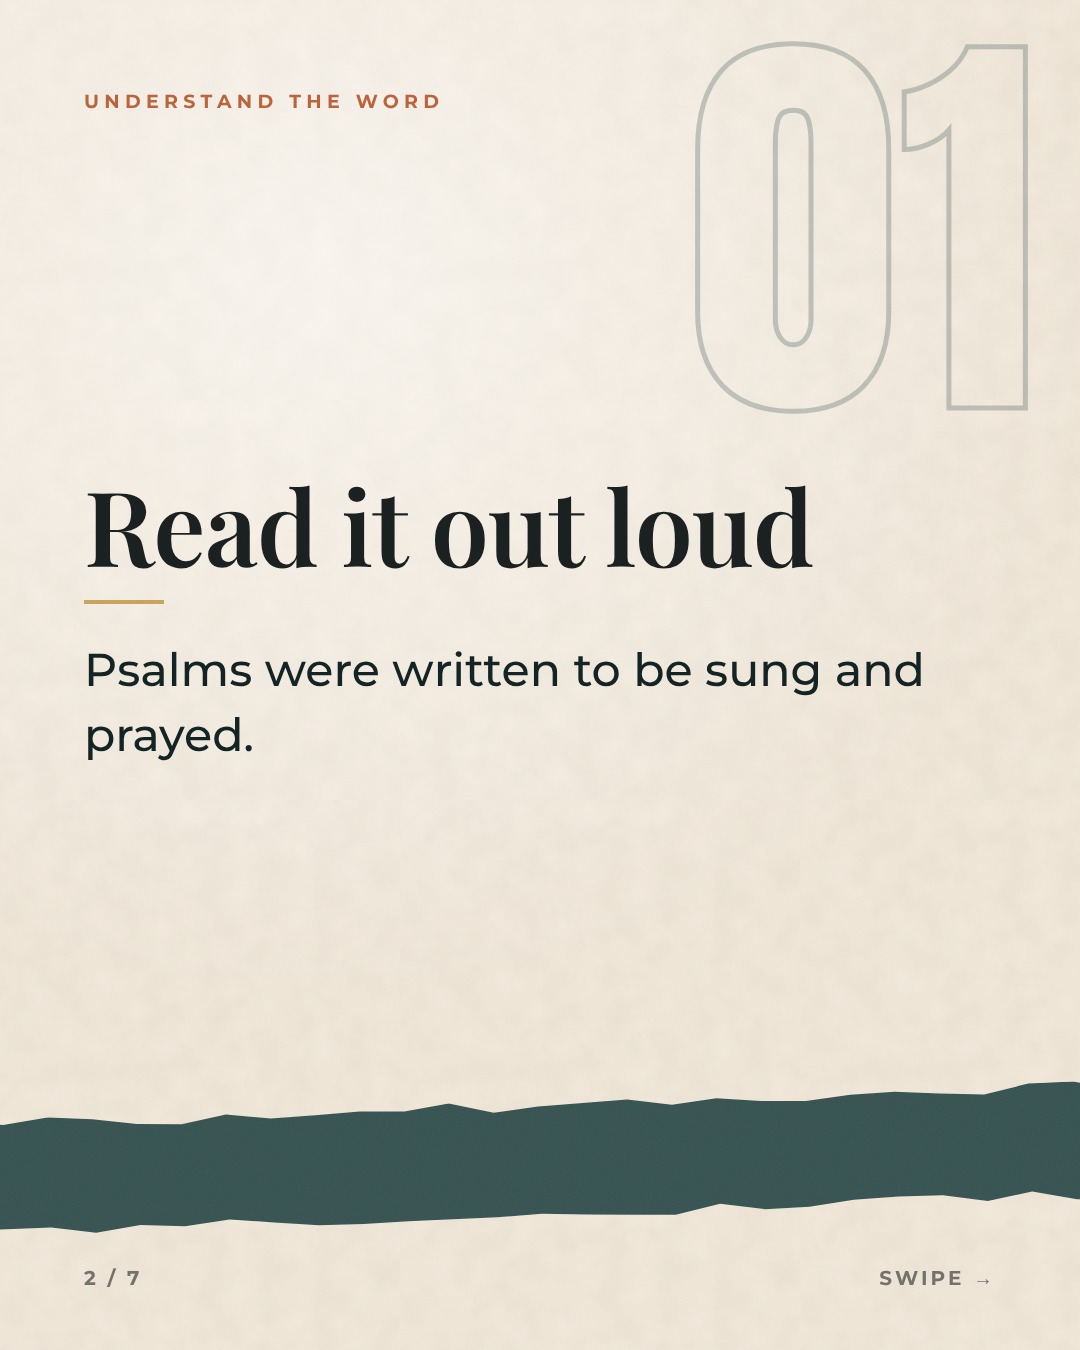 UNDERSTAND THE WORD
01
Read it out loud
Psalms were written to be sung and
prayed.
2 / 7
SWIPE →